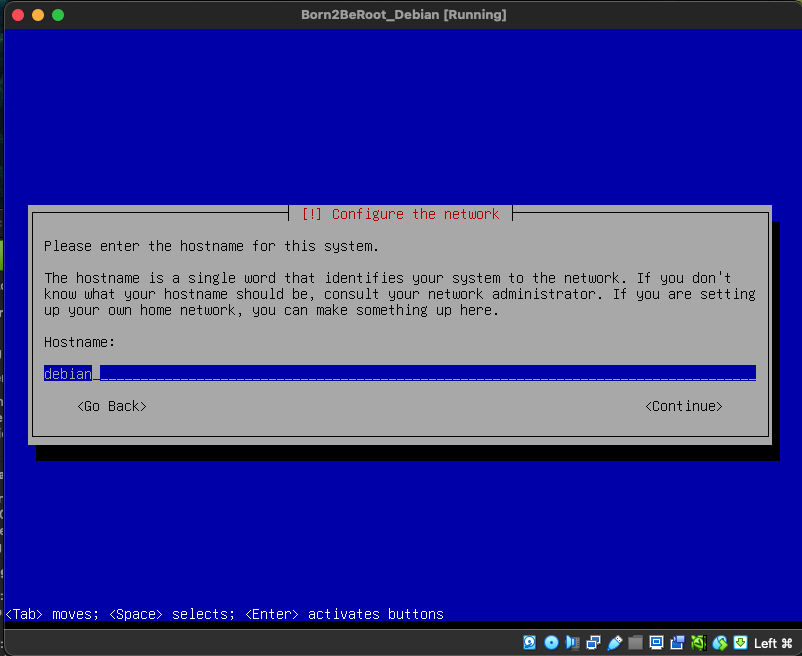 Born2BeRoot_Debian [Running]
[!] Configure the network
Please enter the hostname for this system.
The hostname is a single word that identifies your system to the network. If you don't
know what your hostname should be, consult your network administrator. If you are setting
up your own home network, you can make something up here.
Hostname:
debian
<Go Back> <Continue>
<Tab> moves; <Space> selects; <Enter> activates buttons
Left ⌘